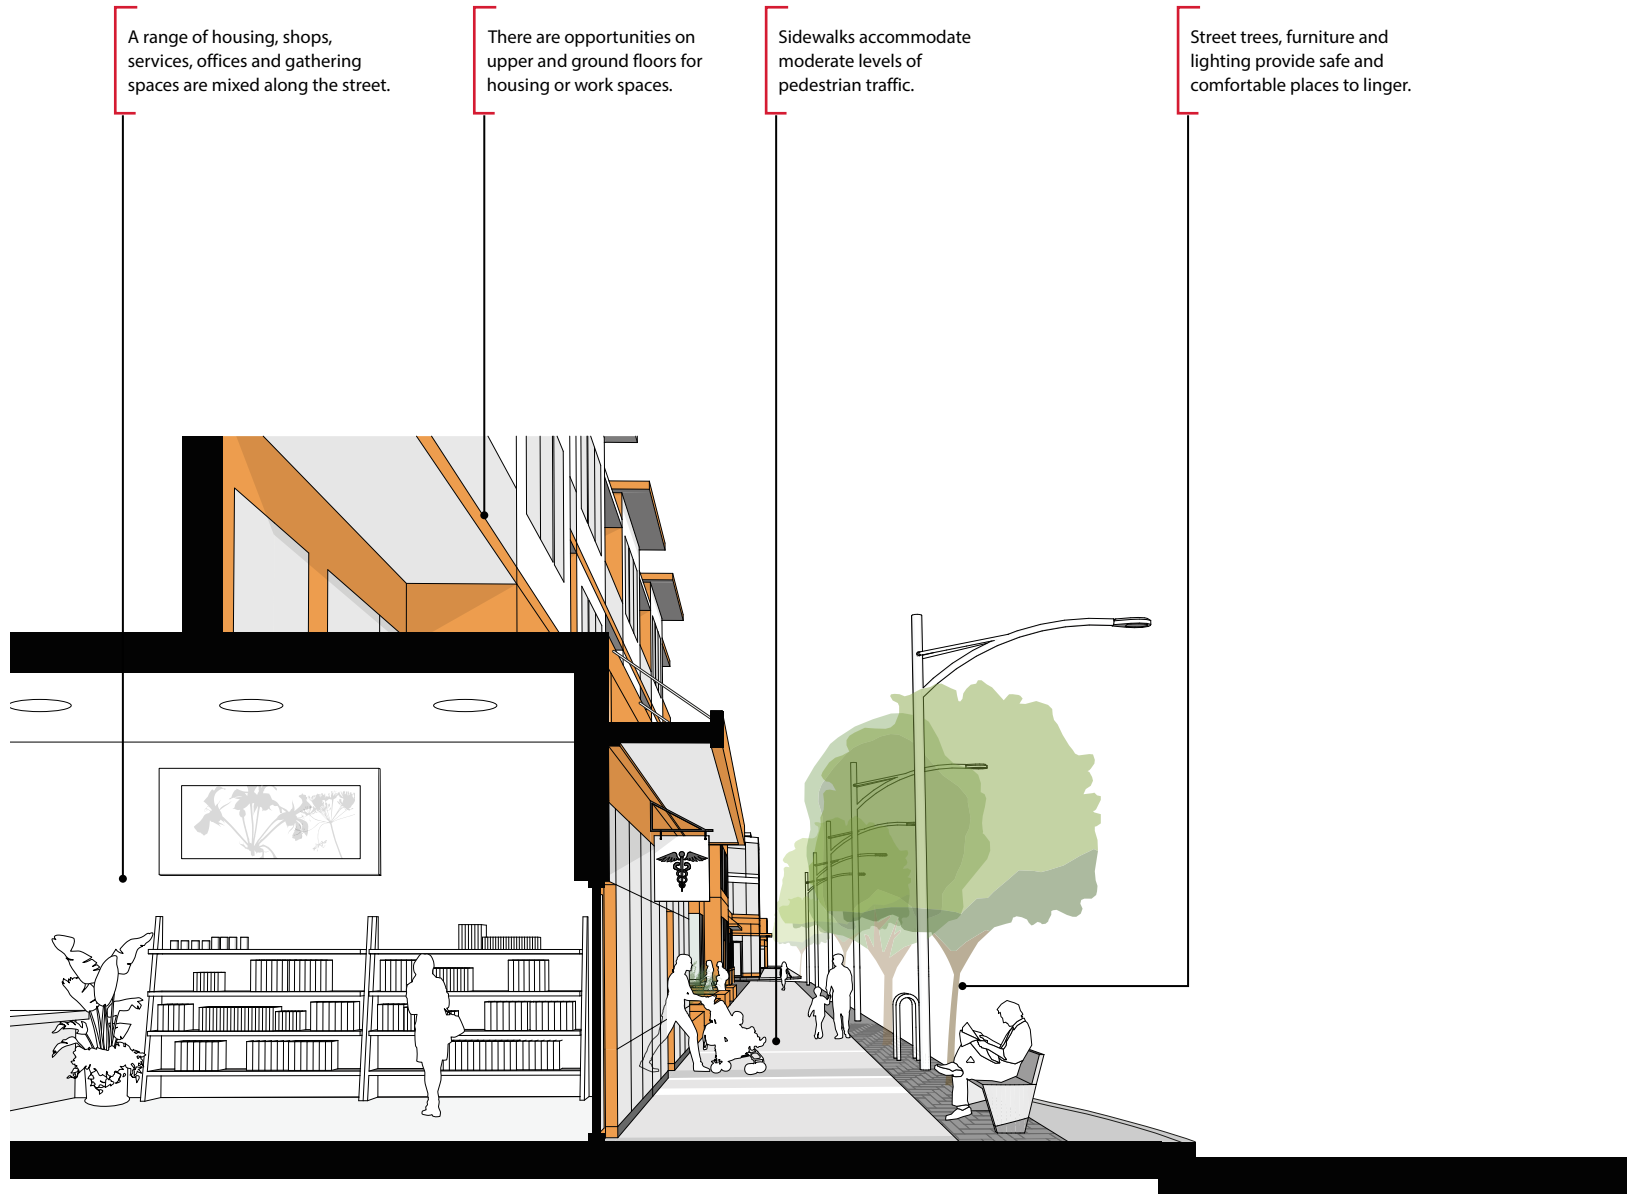 A range of housing, shops,
services, offices and gathering
spaces are mixed along the street.
There are opportunities on
upper and ground floors for
housing or work spaces.
Sidewalks accommodate
moderate levels of
pedestrian traffic.
Street trees, furniture and
lighting provide safe and
comfortable places to linger.